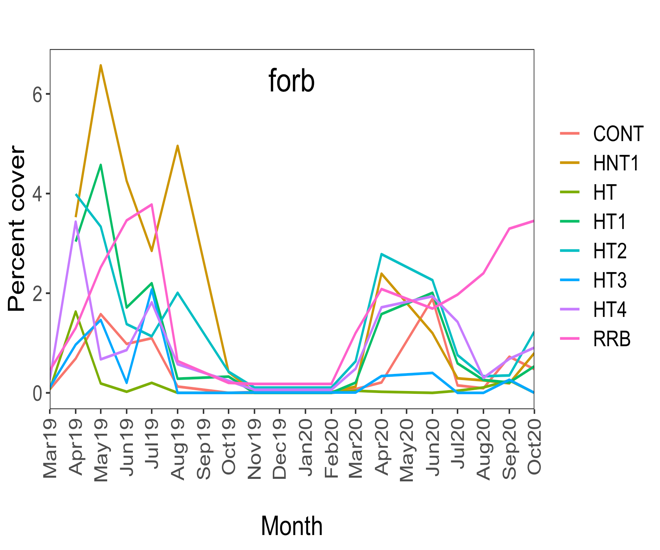 forb
Percent cover
6
4
2
0
Mar19
Apr19
May19
Jun19
Jul19
Aug19
Sep19
Oct19
Nov19
Dec19
Jan20
Feb20
Mar20
Apr20
May20
Jun20
Jul20
Aug20
Sep20
Oct20
Month
CONT
HNT1
HT
HT1
HT2
HT3
HT4
RRB